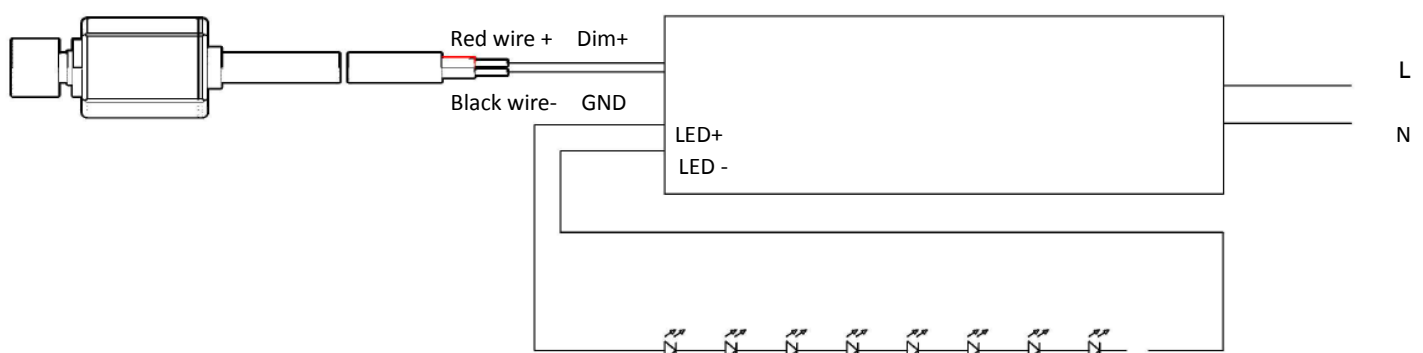 Red wire + Dim+
L
Black wire- GND
LED+
N
LED -